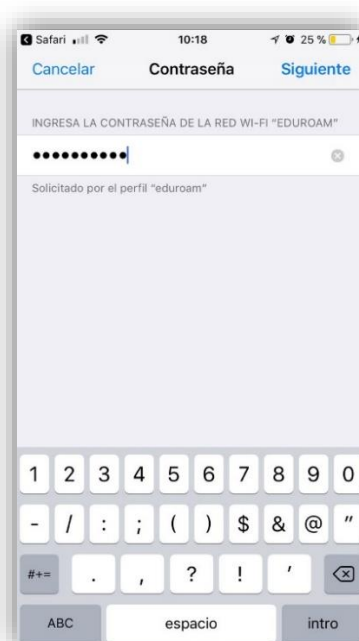 Safari 10:18 25 %
Cancelar Contraseña Siguiente
INGRESA LA CONTRASEÑA DE LA RED WI-FI "EDUROAM"
••••••••••
Solicitado por el perfil "eduroam"
1 2 3 4 5 6 7 8 9 0
- / : ; ( ) $ & @ "
#+= . , ? ! '
ABC espacio intro